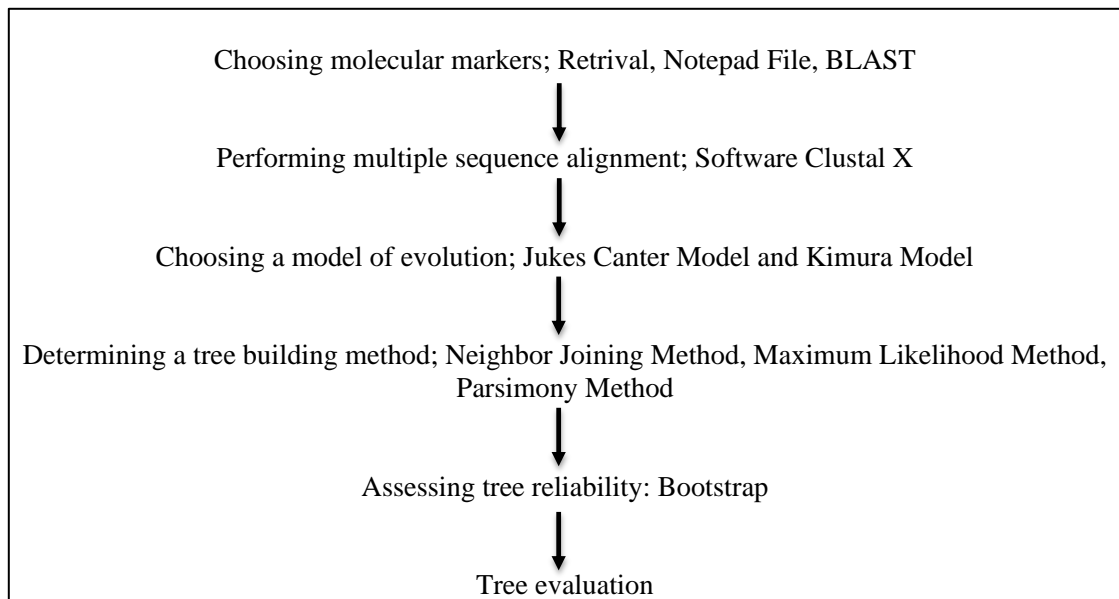 Choosing molecular markers; Retrival, Notepad File, BLAST
Performing multiple sequence alignment; Software Clustal X
Choosing a model of evolution; Jukes Canter Model and Kimura Model
Determining a tree building method; Neighbor Joining Method, Maximum Likelihood Method,
Parsimony Method
Assessing tree reliability: Bootstrap
Tree evaluation